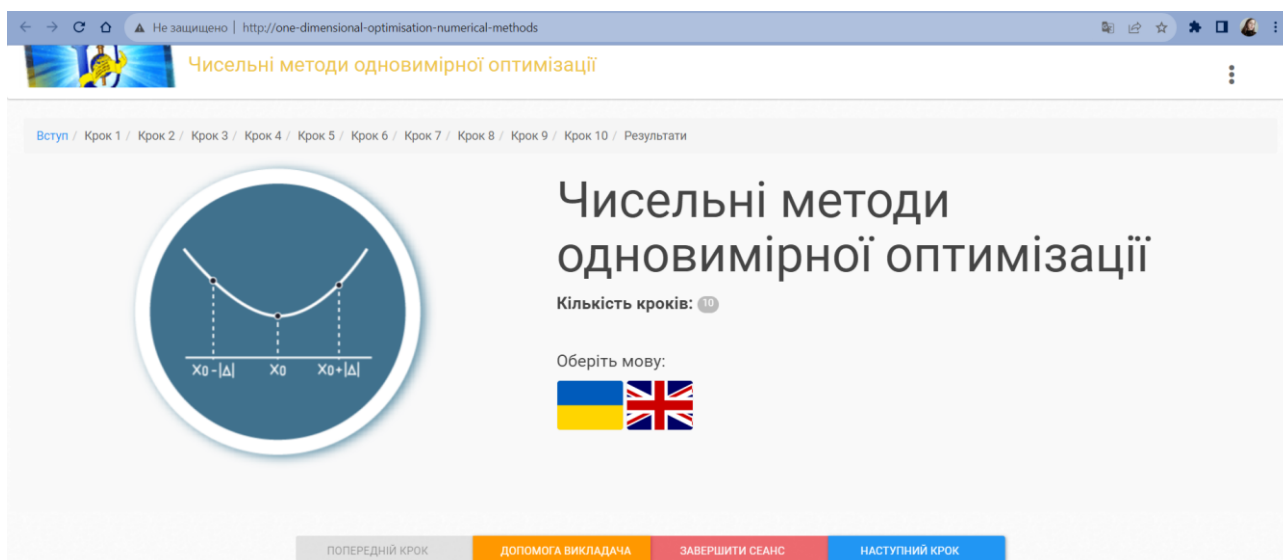 Не защищено | http://one-dimensional-optimisation-numerical-methods
Чисельні методи одновимірної оптимізації
Вступ / Крок 1 / Крок 2 / Крок 3 / Крок 4 / Крок 5 / Крок 6 / Крок 7 / Крок 8 / Крок 9 / Крок 10 / Результати
Чисельні методи
одновимірної оптимізації
Кількість кроків: 10
Оберіть мову:
X0-|Δ| X0 X0+|Δ|
ПОПЕРЕДНІЙ КРОК ДОПОМОГА ВИКЛАДАЧА ЗАВЕРШИТИ СЕАНС НАСТУПНИЙ КРОК